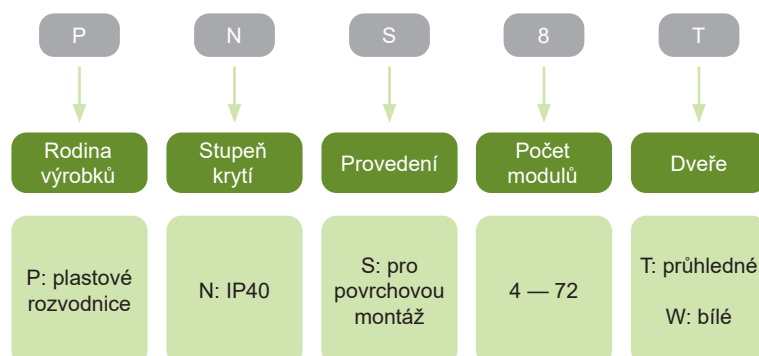 P
N
S
8
T
Rodina
výrobků
Stupeň
krytí
Provedení
Počet
modulů
Dveře
P: plastové
rozvodnice
N: IP40
S: pro
povrchovou
montáž
4 — 72
T: průhledné
W: bílé